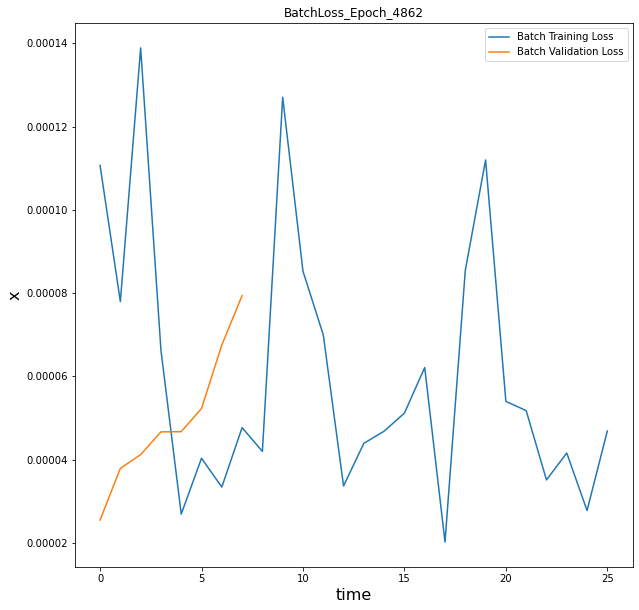 BatchLoss_Epoch_4862
Batch Training Loss
Batch Validation Loss
0.00014
0.00012
0.00010
0.00008
0.00006
0.00004
0.00002
x
0 5 10 15 20 25
time